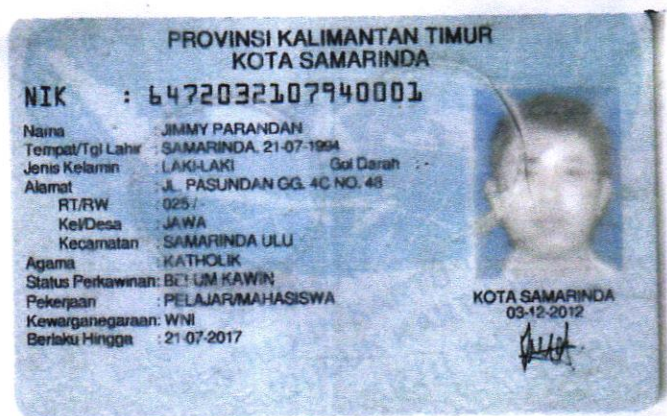 PROVINSI KALIMANTAN TIMUR
KOTA SAMARINDA
NIK : 6472032107940001
Nama : JIMMY PARANDAN
Tempat/Tgl Lahir : SAMARINDA, 21-07-1994
Jenis Kelamin : LAKI-LAKI Gol Darah : -
Alamat : JL. PASUNDAN GG. 4C NO. 48
RT/RW : 025 / -
Kel/Desa : JAWA
Kecamatan : SAMARINDA ULU
Agama : KATHOLIK
Status Perkawinan: BELUM KAWIN
Pekerjaan : PELAJAR/MAHASISWA
Kewarganegaraan: WNI
Berlaku Hingga : 21-07-2017
KOTA SAMARINDA
03-12-2012